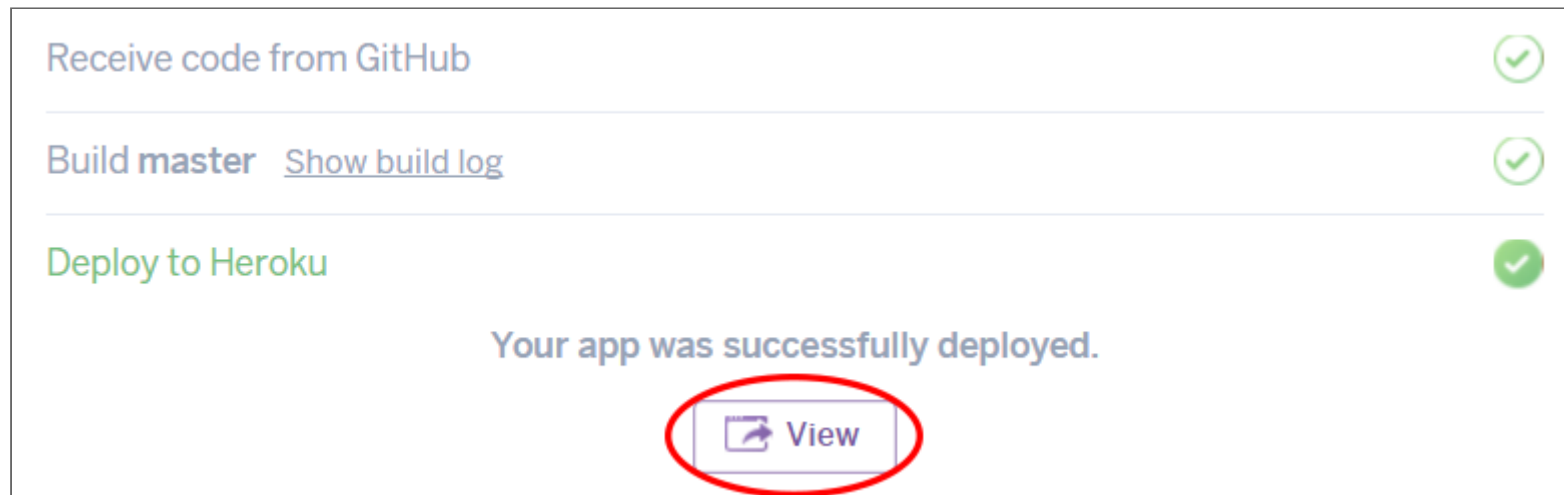 Receive code from GitHub
Build master Show build log
Deploy to Heroku
Your app was successfully deployed.
View